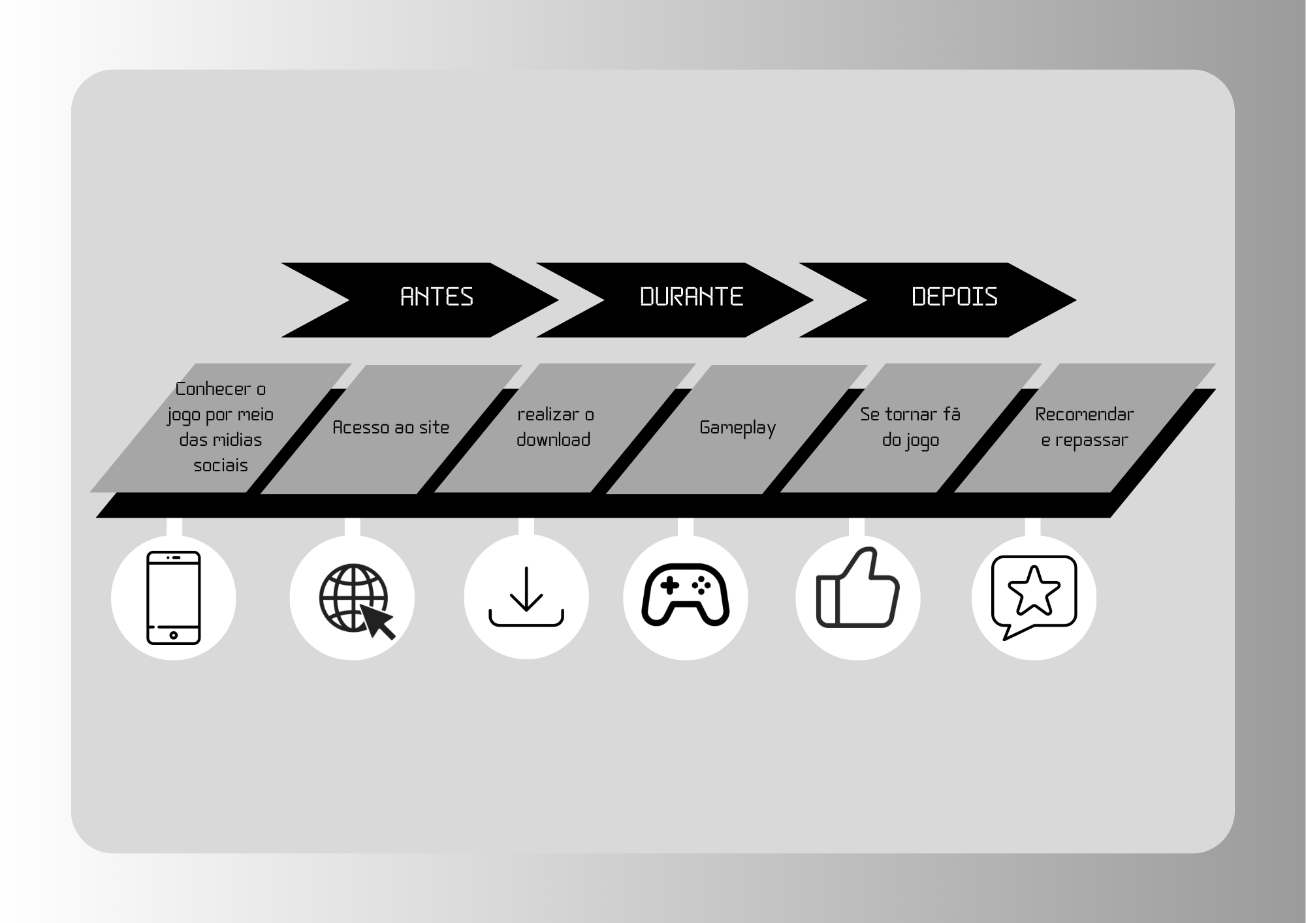 ANTES
DURANTE
DEPOIS
Conhecer o
jogo por meio
das midias
sociais
Acesso ao site
realizar o
download
Gameplay
Se tornar fã
do jogo
Recomendar
e repassar